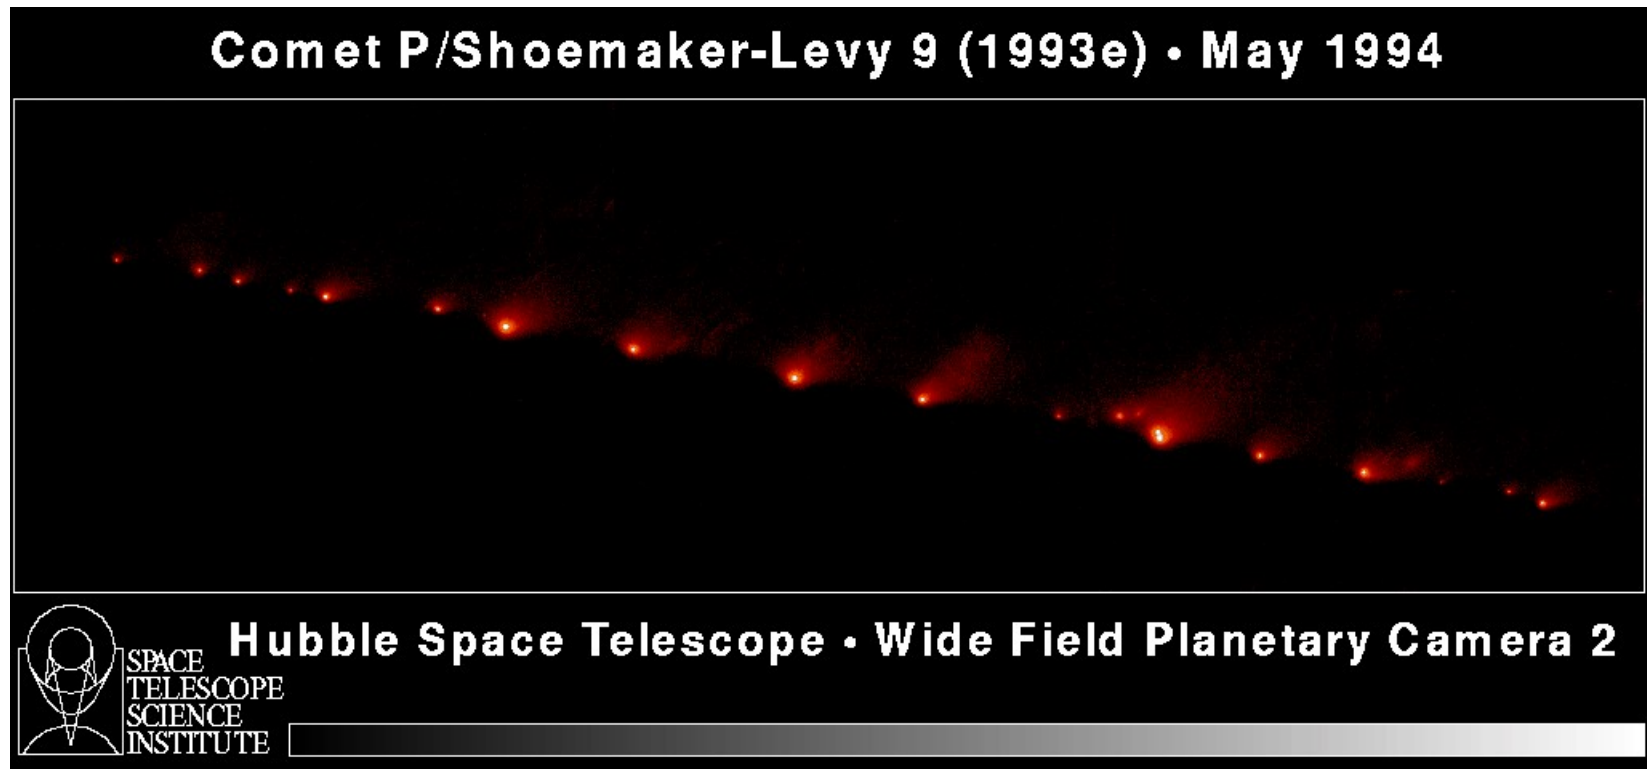 Comet P/Shoemaker-Levy 9 (1993e) • May 1994
Hubble Space Telescope • Wide Field Planetary Camera 2
SPACE
TELESCOPE
SCIENCE
INSTITUTE